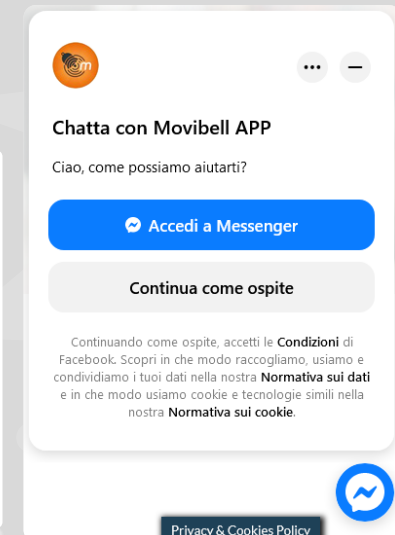 3m
Chatta con Movibell APP
Ciao, come possiamo aiutarti?
Accedi a Messenger
Continua come ospite
Continuando come ospite, accetti le Condizioni di
Facebook. Scopri in che modo raccogliamo, usiamo e
condividiamo i tuoi dati nella nostra Normativa sui dati
e in che modo usiamo cookie e tecnologie simili nella
nostra Normativa sui cookie.
Privacy & Cookies Policy